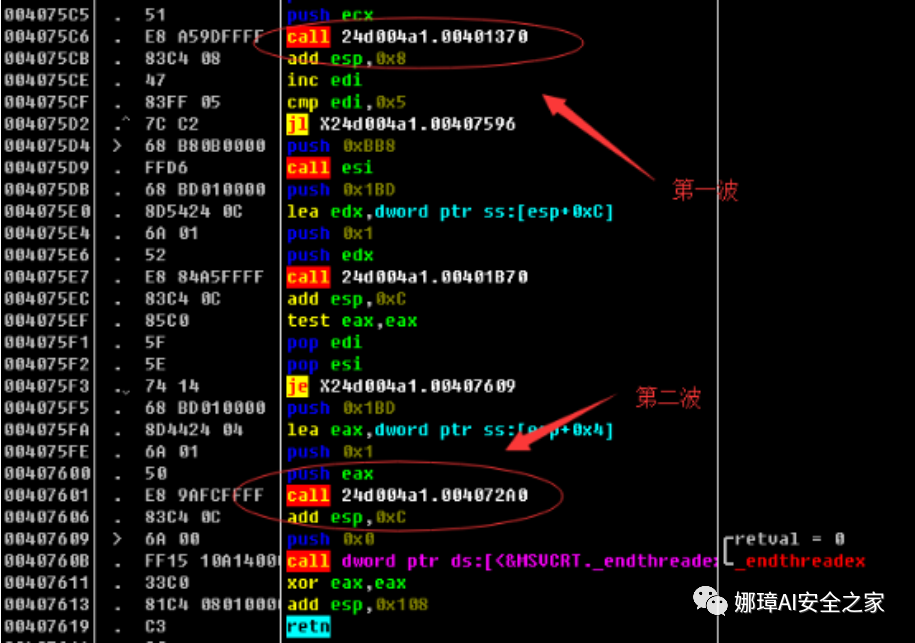 004075C5 . 51 push ecx
004075C6 . E8 A59DFFFF call 24d004a1.00401370
004075CB . 83C4 08 add esp,0x8
004075CE . 47 inc edi
004075CF . 83FF 05 cmp edi,0x5
004075D2 .^ 7C C2 jl X24d004a1.00407596
004075D4 > 68 B80B0000 push 0xBB8
004075D9 . FFD6 call esi
第一波
004075DB . 68 BD010000 push 0x1BD
004075E0 . 8D5424 0C lea edx,dword ptr ss:[esp+0xC]
004075E4 . 6A 01 push 0x1
004075E6 . 52 push edx
004075E7 . E8 84A5FFFF call 24d004a1.00401B70
004075EC . 83C4 0C add esp,0xC
004075EF . 85C0 test eax,eax
004075F1 . 5F pop edi
004075F2 . 5E pop esi
004075F3 .⌄ 74 14 je X24d004a1.00407609
第二波
004075F5 . 68 BD010000 push 0x1BD
004075FA . 8D4424 04 lea eax,dword ptr ss:[esp+0x4]
004075FE . 6A 01 push 0x1
00407600 . 50 push eax
00407601 . E8 9AFCFFFF call 24d004a1.004072A0
00407606 . 83C4 0C add esp,0xC
00407609 > 6A 00 push 0x0 retval = 0
0040760B . FF15 10A1400 call dword ptr ds:[<&MSVCRT._endthreadex _endthreadex
00407611 . 33C0 xor eax,eax
00407613 . 81C4 0801000 add esp,0x108
00407619 . C3 retn
娜璋AI安全之家